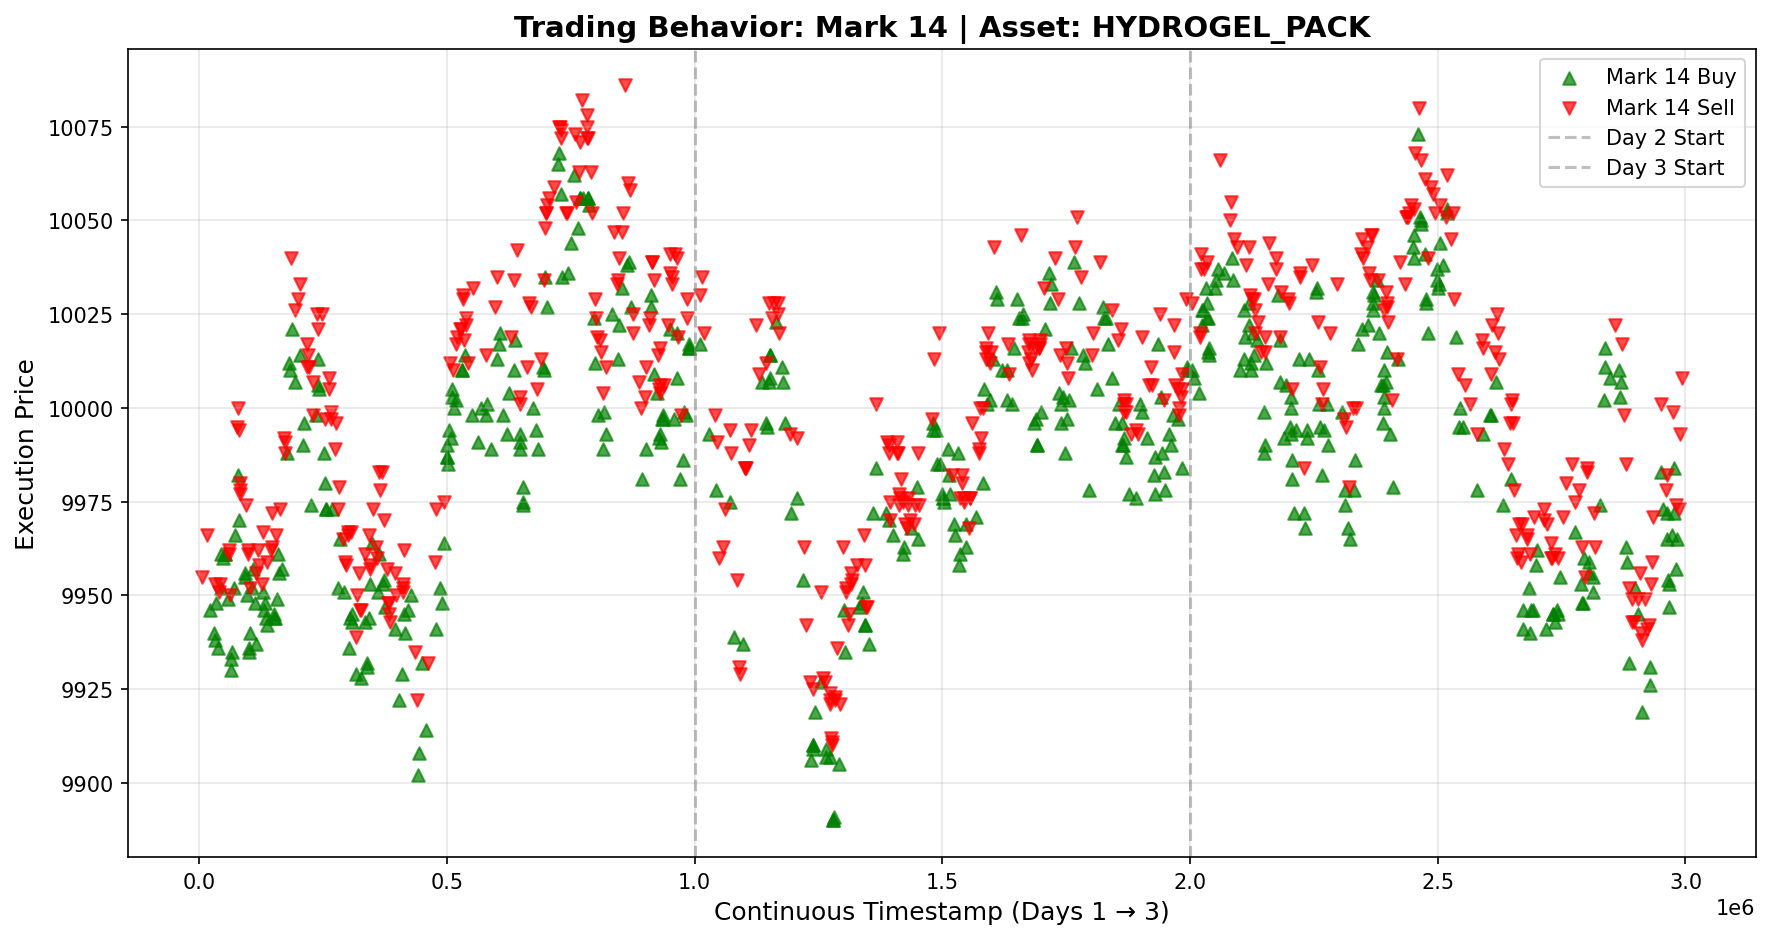 Trading Behavior: Mark 14 | Asset: HYDROGEL_PACK
Mark 14 Buy
Mark 14 Sell
Day 2 Start
Day 3 Start
Execution Price
10075
10050
10025
10000
9975
9950
9925
9900
0.0 0.5 1.0 1.5 2.0 2.5 3.0
1e6
Continuous Timestamp (Days 1 → 3)